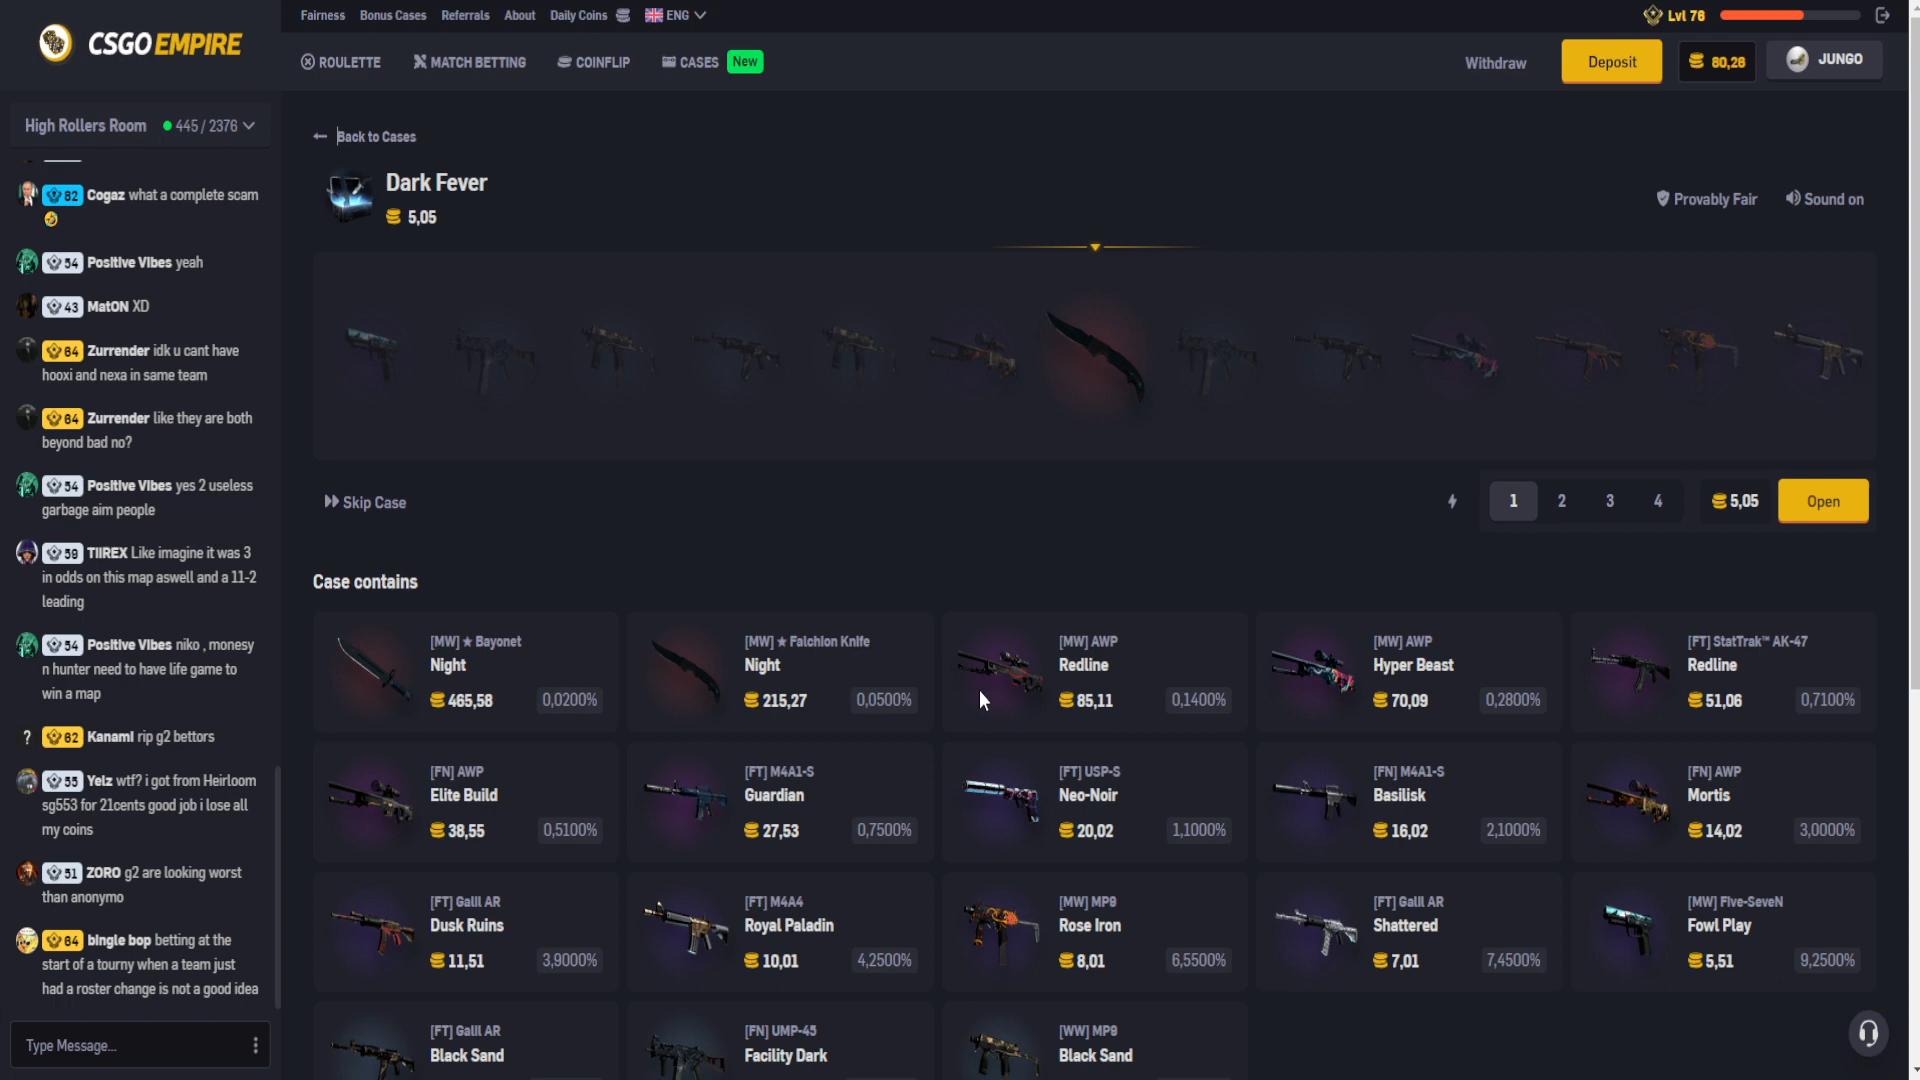 Fairness Bonus Cases Referrals About Daily Coins ENG
Lvl 76
CSGOEMPIRE
ROULETTE MATCH BETTING COINFLIP CASES New
Withdraw Deposit 80,26 JUNGO
High Rollers Room 445 / 2376
62 Cogaz what a complete scam
54 Positive Vibes yeah
43 MatON XD
64 Zurrender idk u cant have
hooxi and nexa in same team
64 Zurrender like they are both
beyond bad no?
54 Positive Vibes yes 2 useless
garbage aim people
59 TIIREX Like imagine it was 3
in odds on this map aswell and a 11-2
leading
54 Positive Vibes niko , monesy
n hunter need to have life game to
win a map
? 62 Kanami rip g2 bettors
55 Yelz wtf? i got from Heirloom
sg553 for 21cents good job i lose all
my coins
51 ZORO g2 are looking worst
than anonymo
64 bingle bop betting at the
start of a tourny when a team just
had a roster change is not a good idea
Type Message...
Back to Cases
Dark Fever
5,05
Provably Fair Sound on
Skip Case
1 2 3 4 5,05 Open
Case contains
[MW] ★ Bayonet
Night
465,58 0,0200%
[MW] ★ Falchion Knife
Night
215,27 0,0500%
[MW] AWP
Redline
85,11 0,1400%
[MW] AWP
Hyper Beast
70,09 0,2800%
[FT] StatTrak™ AK-47
Redline
51,06 0,7100%
[FN] AWP
Elite Build
38,55 0,5100%
[FT] M4A1-S
Guardian
27,53 0,7500%
[FT] USP-S
Neo-Noir
20,02 1,1000%
[FN] M4A1-S
Basilisk
16,02 2,1000%
[FN] AWP
Mortis
14,02 3,0000%
[FT] Galil AR
Dusk Ruins
11,51 3,9000%
[FT] M4A4
Royal Paladin
10,01 4,2500%
[MW] MP9
Rose Iron
8,01 6,5500%
[FT] Galil AR
Shattered
7,01 7,4500%
[MW] Five-SeveN
Fowl Play
5,51 9,2500%
[FT] Galil AR
Black Sand
[FN] UMP-45
Facility Dark
[WW] MP9
Black Sand